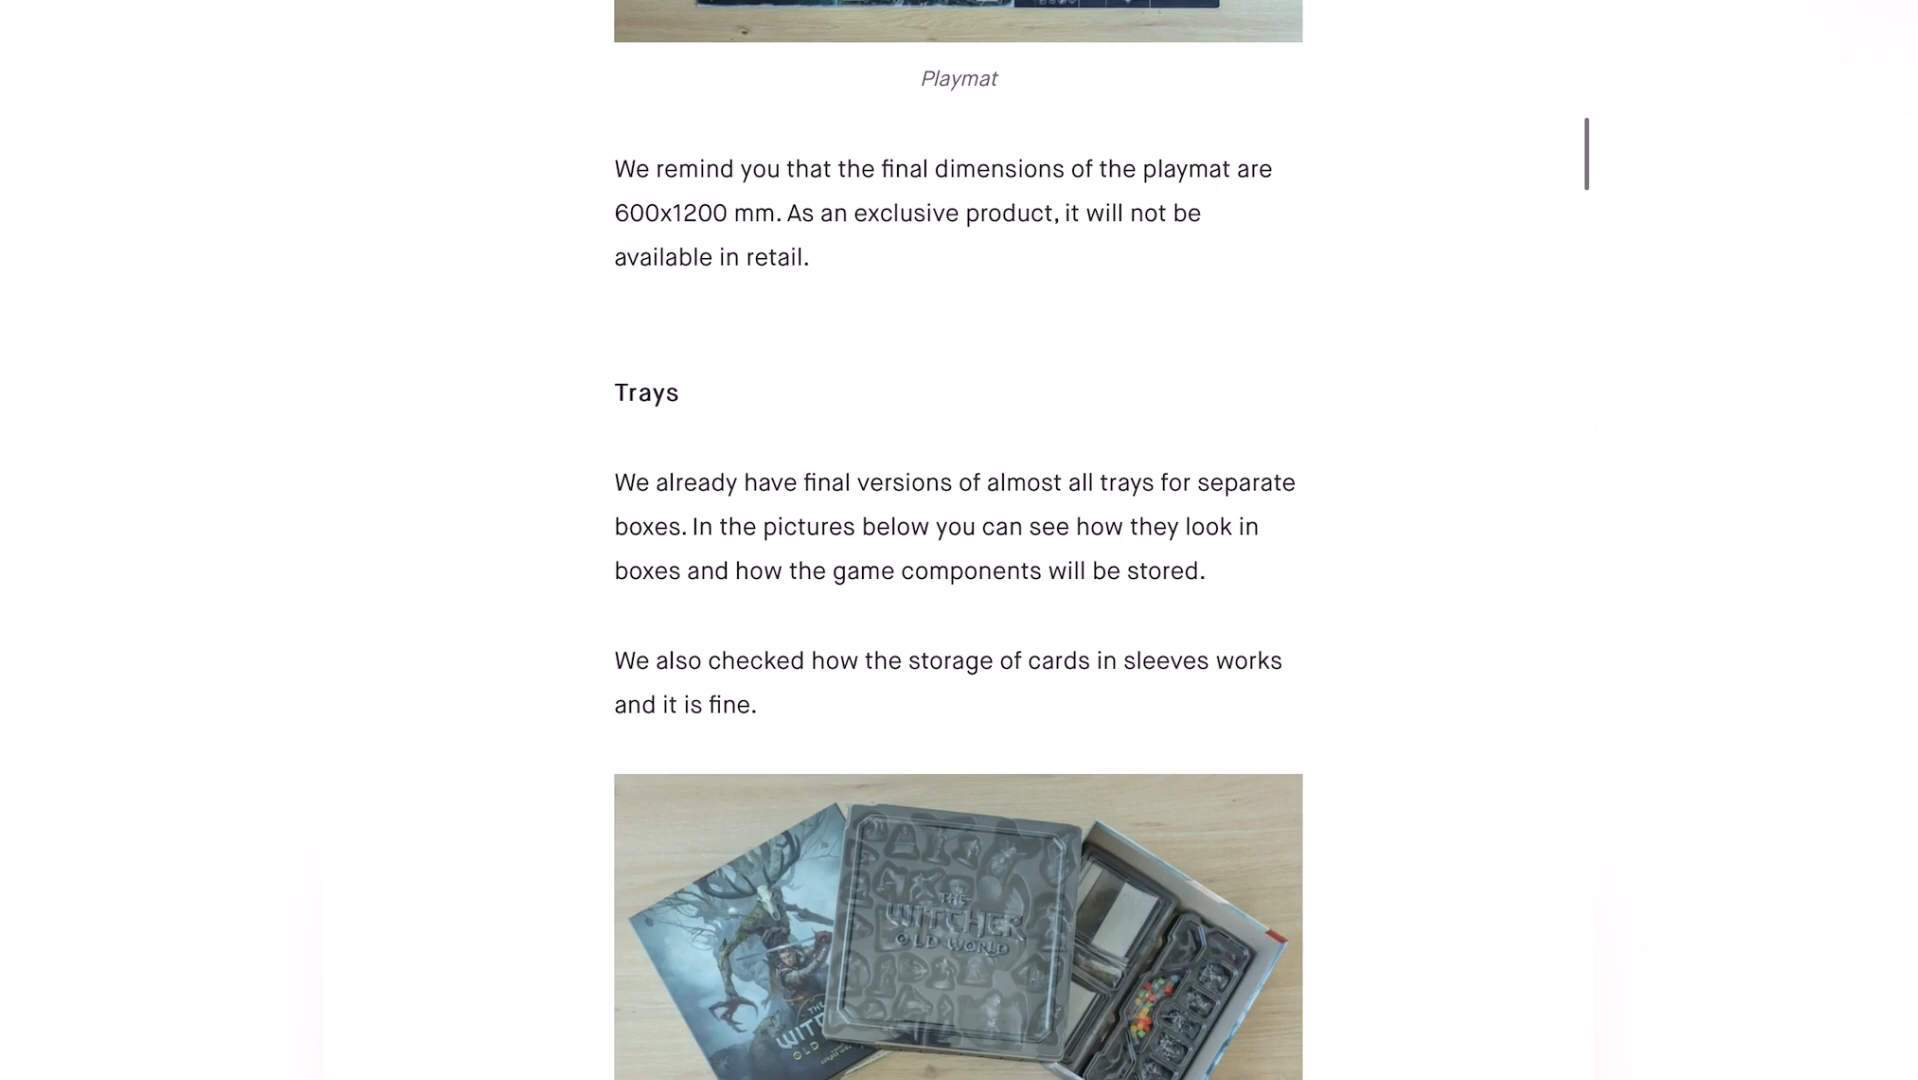 Playmat
We remind you that the final dimensions of the playmat are
600x1200 mm. As an exclusive product, it will not be
available in retail.
Trays
We already have final versions of almost all trays for separate
boxes. In the pictures below you can see how they look in
boxes and how the game components will be stored.
We also checked how the storage of cards in sleeves works
and it is fine.
THE
WITCHER
OLD WORLD
THE
WIT
OLD